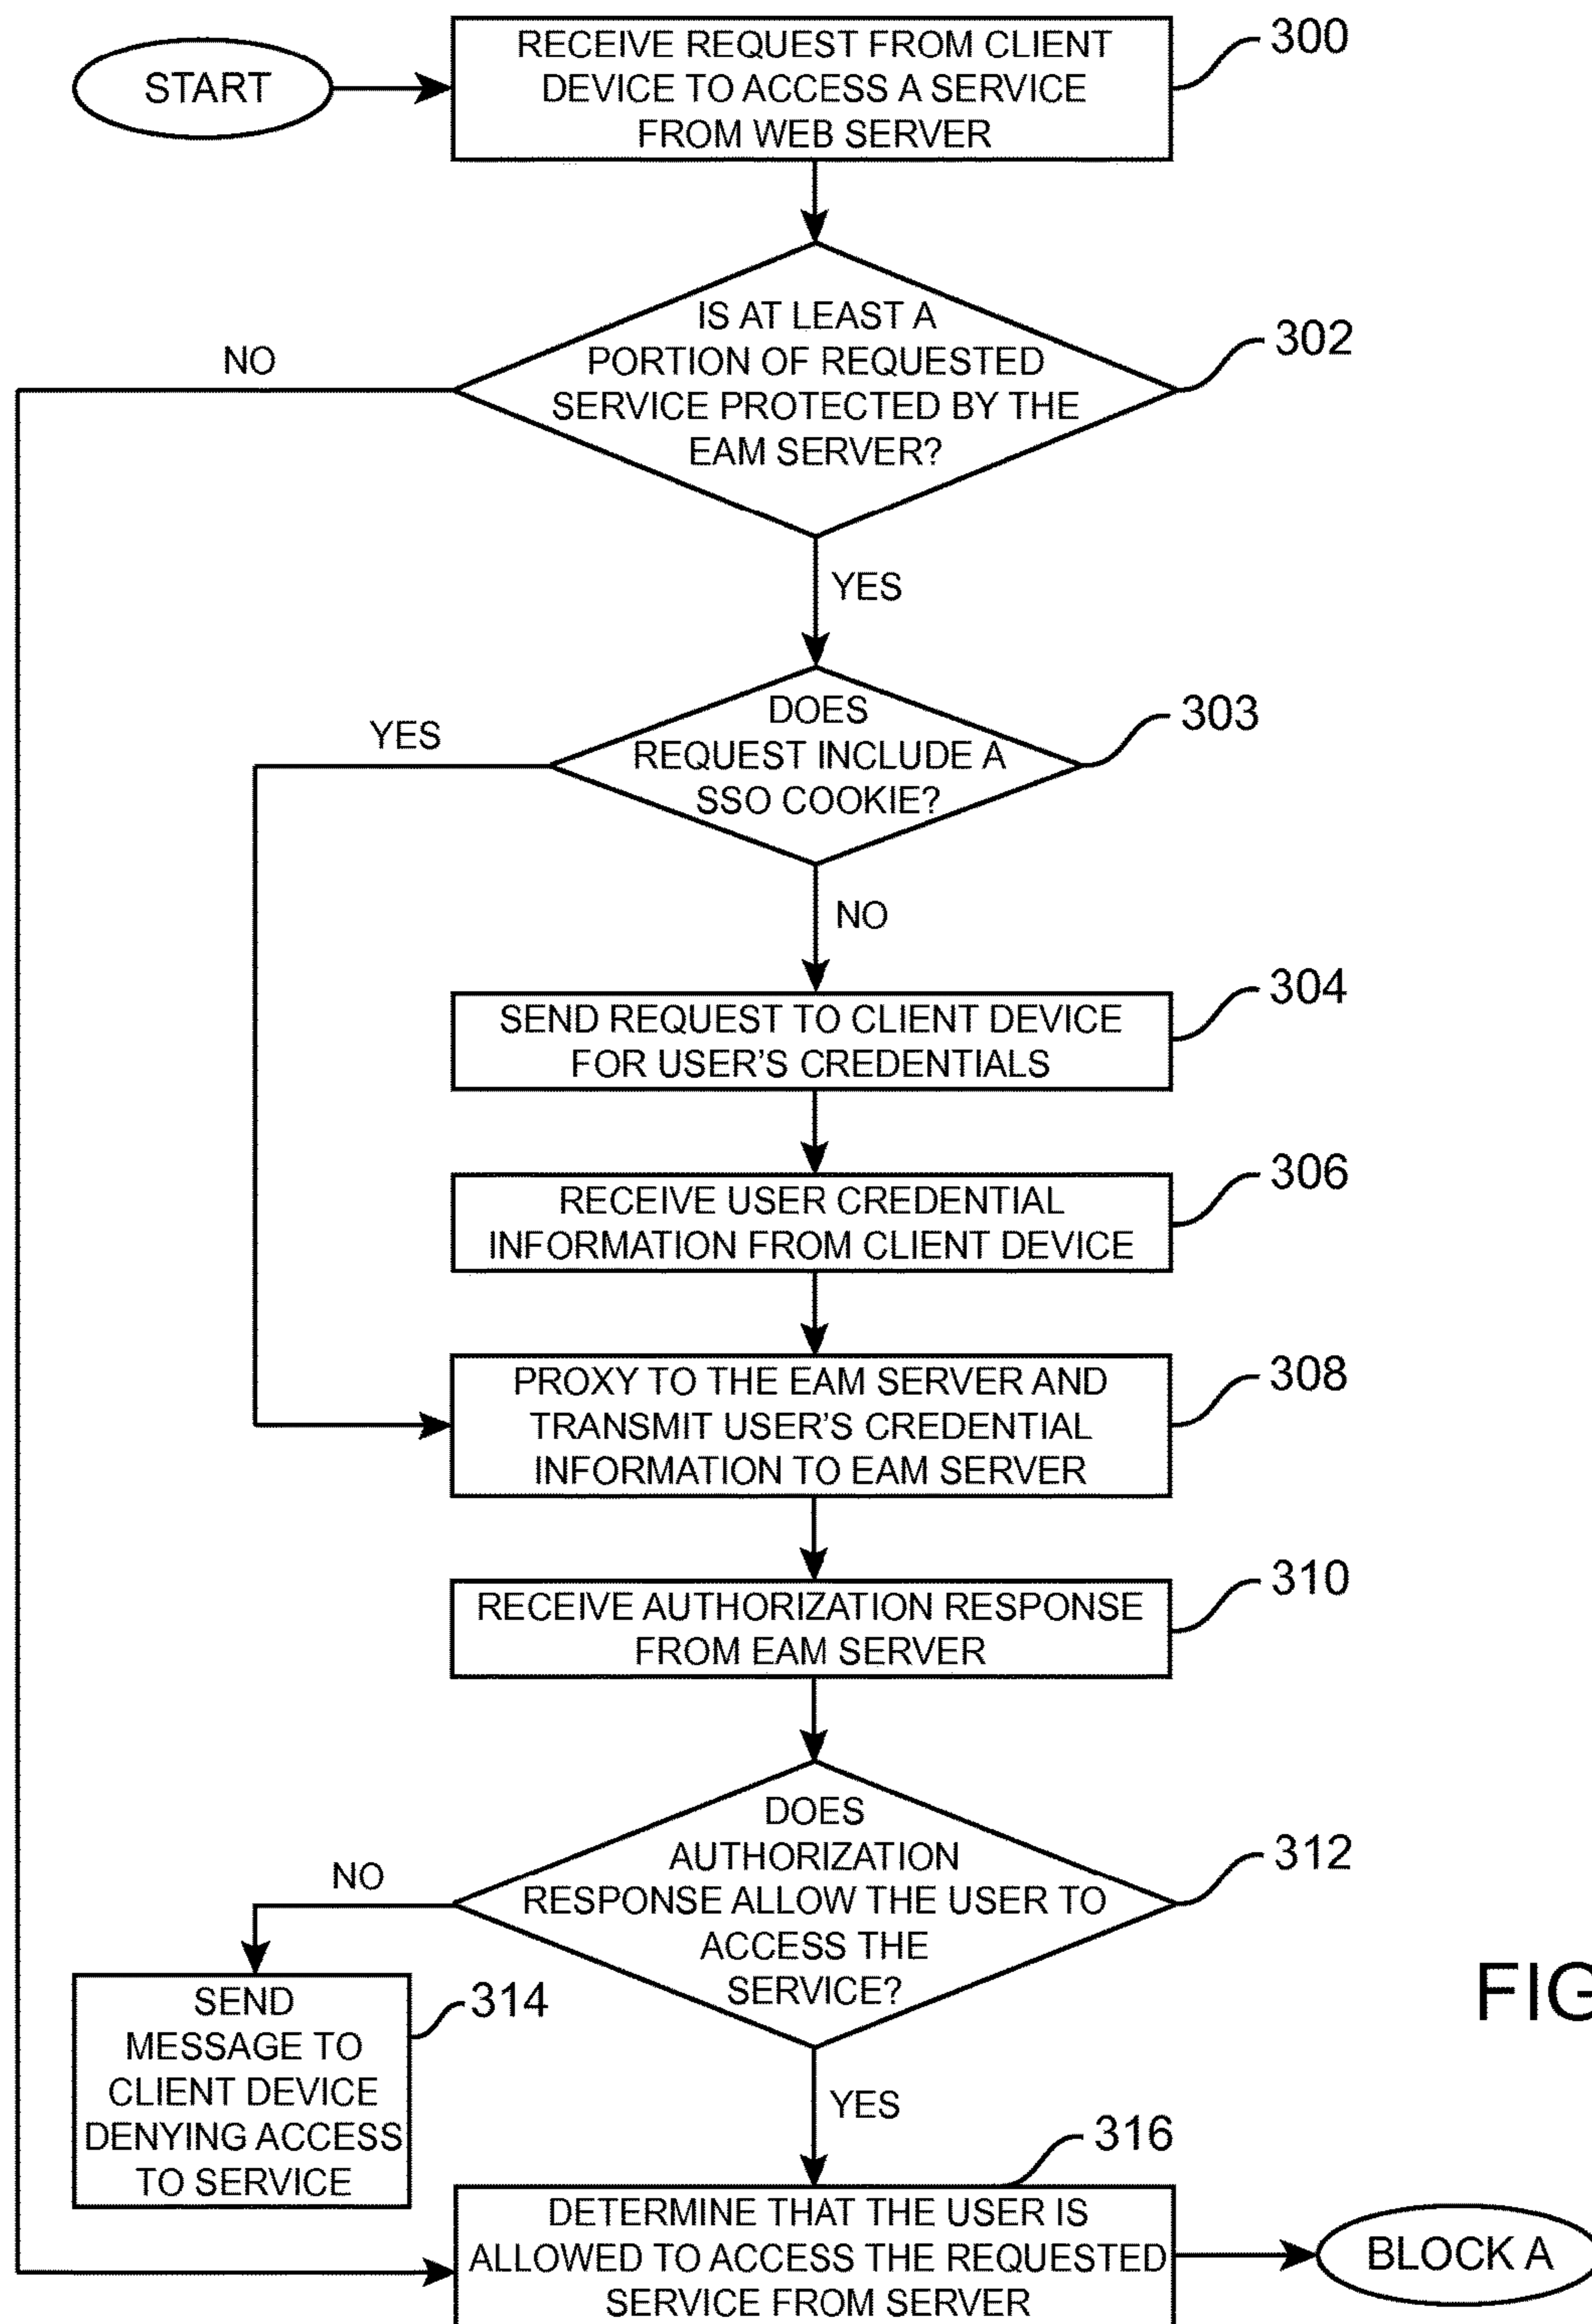 START
RECEIVE REQUEST FROM CLIENT
DEVICE TO ACCESS A SERVICE
FROM WEB SERVER
300
IS AT LEAST A
PORTION OF REQUESTED
SERVICE PROTECTED BY THE
EAM SERVER?
302
NO
YES
DOES
REQUEST INCLUDE A
SSO COOKIE?
303
YES
NO
SEND REQUEST TO CLIENT DEVICE
FOR USER'S CREDENTIALS
304
RECEIVE USER CREDENTIAL
INFORMATION FROM CLIENT DEVICE
306
PROXY TO THE EAM SERVER AND
TRANSMIT USER'S CREDENTIAL
INFORMATION TO EAM SERVER
308
RECEIVE AUTHORIZATION RESPONSE
FROM EAM SERVER
310
DOES
AUTHORIZATION
RESPONSE ALLOW THE USER TO
ACCESS THE
SERVICE?
312
NO
SEND
MESSAGE TO
CLIENT DEVICE
DENYING ACCESS
TO SERVICE
314
YES
316
DETERMINE THAT THE USER IS
ALLOWED TO ACCESS THE REQUESTED
SERVICE FROM SERVER
BLOCK A
FIG